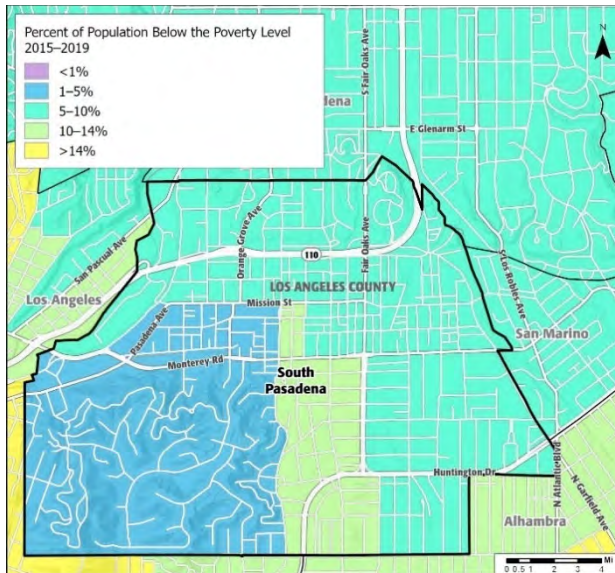 Percent of Population Below the Poverty Level
2015–2019
<1%
1–5%
5–10%
10–14%
>14%
S Fair Oaks Ave
dena
E Glenarm St
San Pascual Ave
Orange Grove Ave
110
Fair Oaks Ave
S Los Robles Ave
Los Angeles
LOS ANGELES COUNTY
Mission St
San Marino
Pasadena Ave
Monterey Rd
South
Pasadena
Huntington Dr
N Atlantic Blvd
N Garfield Ave
Alhambra
Mi
0 0.5 1 2 3 4